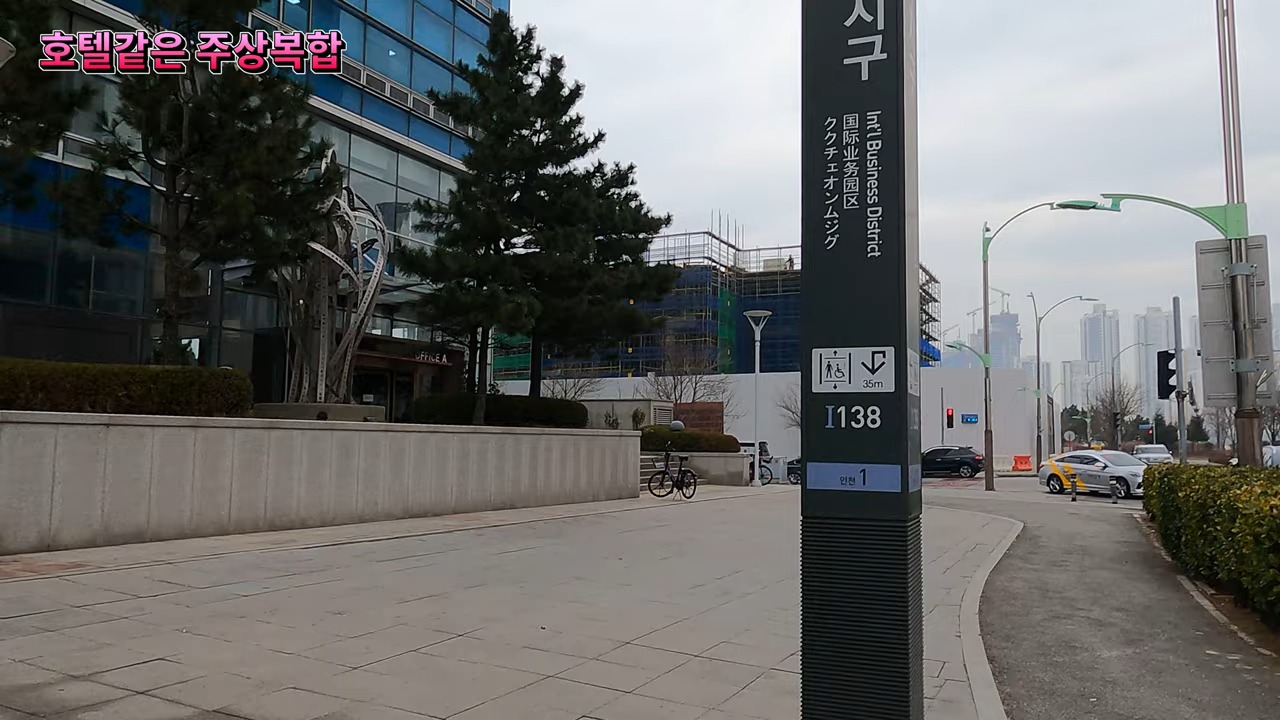 호텔같은 주상복합
지구
Int'l Business District
国际业务园区
ククチェオンムジグ
OFFICE A
35m
I138
인천 1